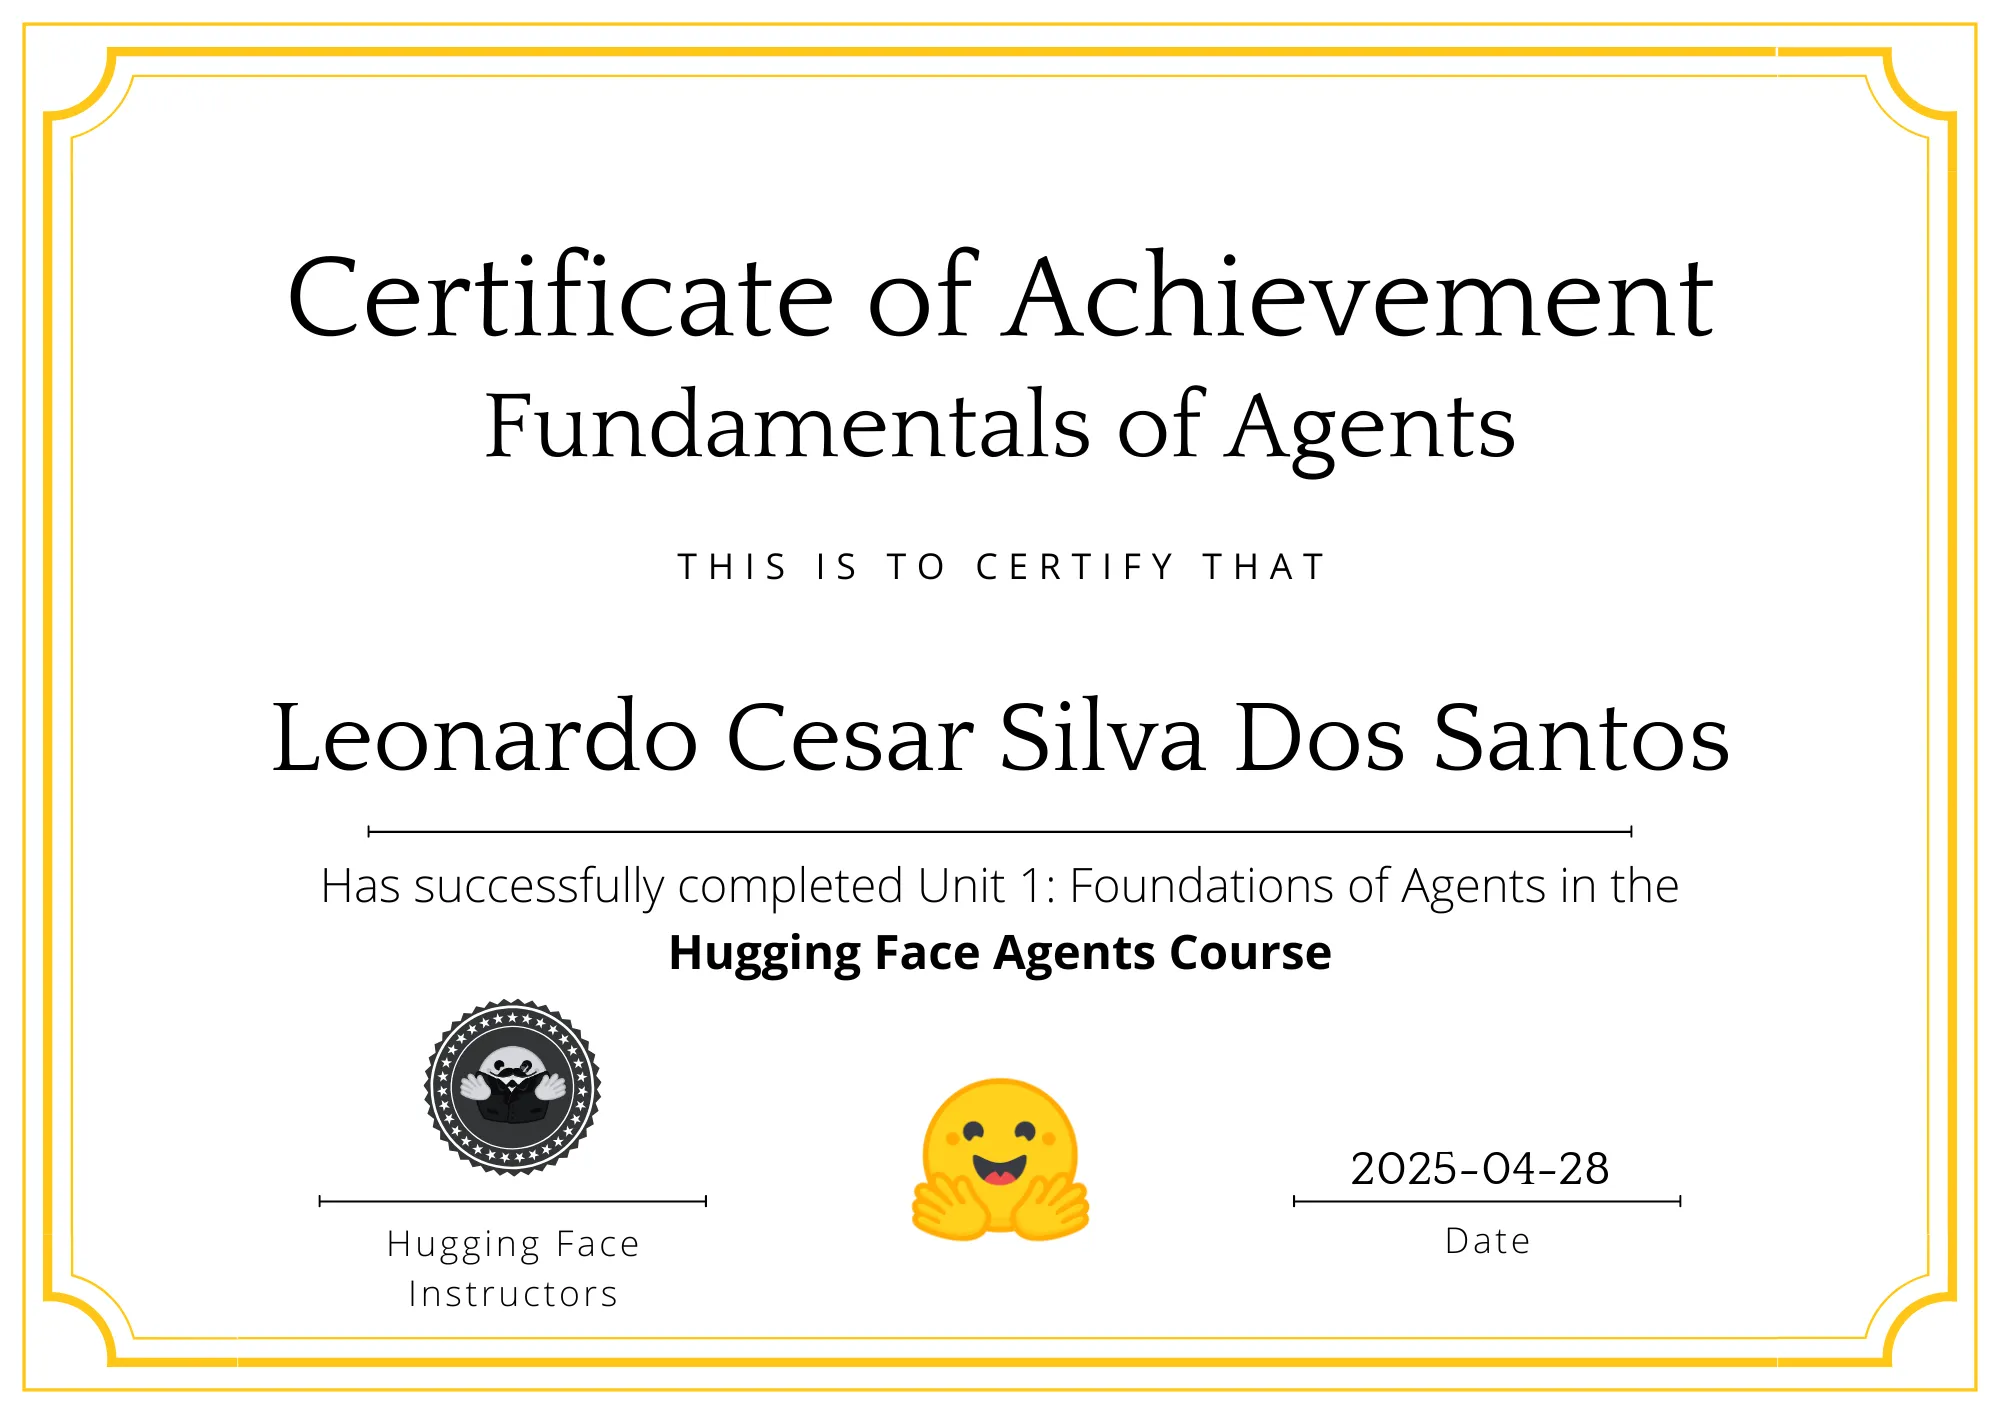 Certificate of Achievement
Fundamentals of Agents
THIS IS TO CERTIFY THAT
Leonardo Cesar Silva Dos Santos
Has successfully completed Unit 1: Foundations of Agents in the
Hugging Face Agents Course
2025-04-28
Hugging Face
Instructors
Date